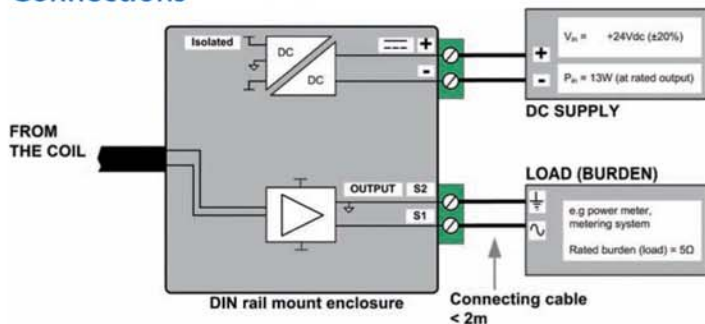 Connections
Isolated
DC
DC
+
-
+
-
Vin = +24Vdc (±20%)
Pin = 13W (at rated output)
DC SUPPLY
FROM
THE COIL
OUTPUT S2
S1
LOAD (BURDEN)
e.g power meter,
metering system
Rated burden (load) = 5Ω
DIN rail mount enclosure
Connecting cable
< 2m